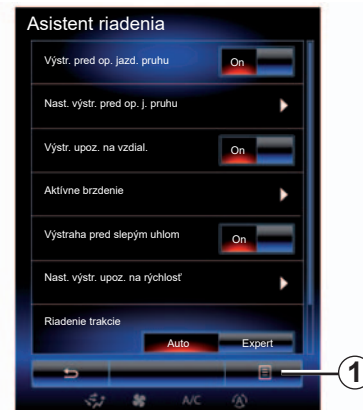 Asistent riadenia
Výstr. pred op. jazd. pruhu
On
Nast. výstr. pred op. j. pruhu
Výstr. upoz. na vzdial.
On
Aktívne brzdenie
Výstraha pred slepým uhlom
On
Nast. výstr. upoz. na rýchlosť
Riadenie trakcie
Auto
Expert
1
A/C